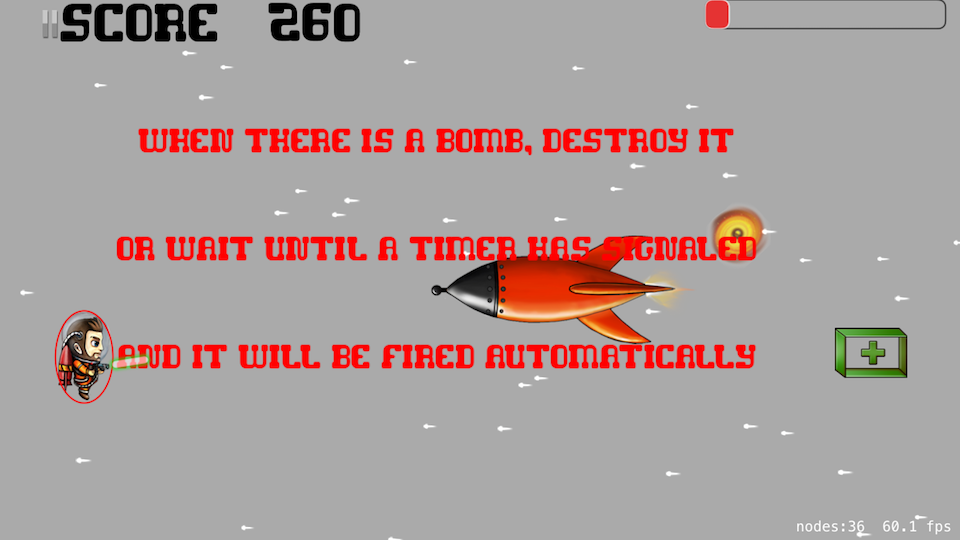 SCORE 260
WHEN THERE IS A BOMB, DESTROY IT
OR WAIT UNTIL A TIMER HAS SIGNALED
AND IT WILL BE FIRED AUTOMATICALLY
nodes:36 60.1 fps